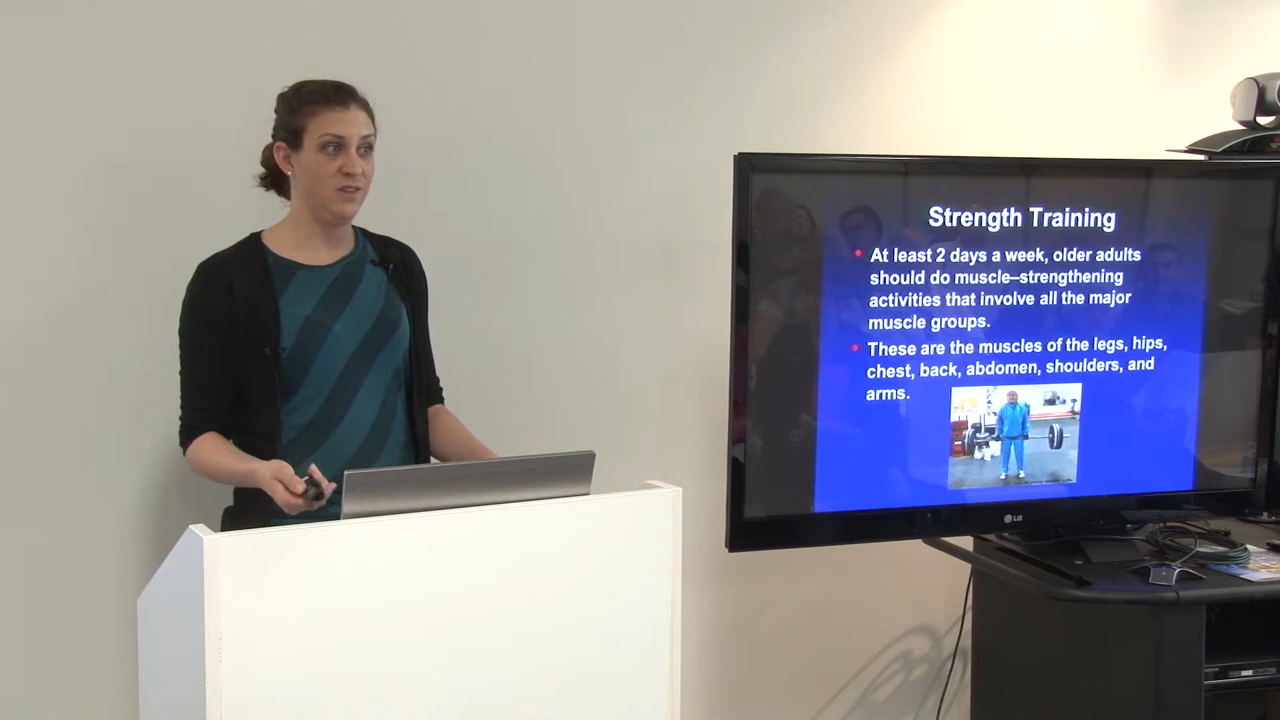 Strength Training
At least 2 days a week, older adults
should do muscle–strengthening
activities that involve all the major
muscle groups.
These are the muscles of the legs, hips,
chest, back, abdomen, shoulders, and
arms.
LG